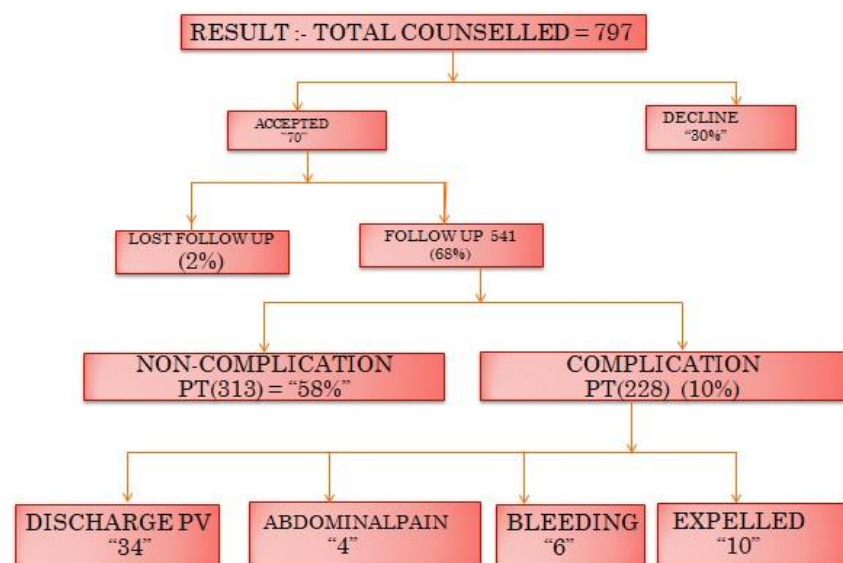 RESULT :- TOTAL COUNSELLED = 797
ACCEPTED
"70"
DECLINE
"30%"
LOST FOLLOW UP
(2%)
FOLLOW UP 541
(68%)
NON-COMPLICATION
PT(313) = "58%"
COMPLICATION
PT(228) (10%)
DISCHARGE PV
"34"
ABDOMINALPAIN
"4"
BLEEDING
"6"
EXPELLED
"10"